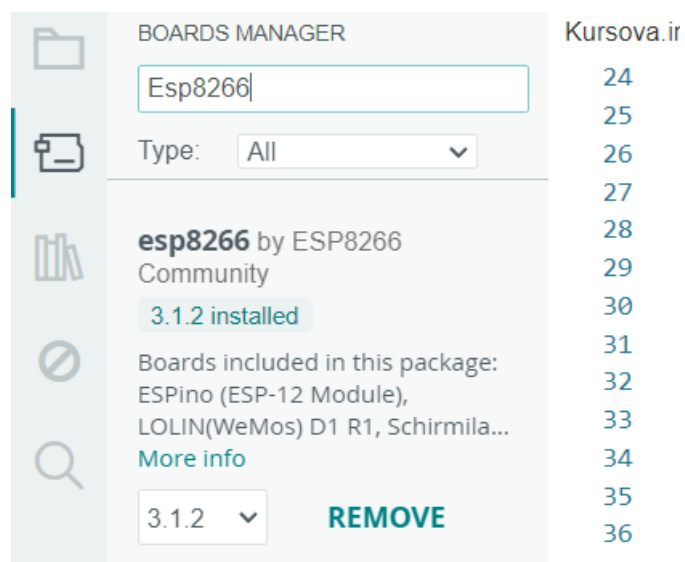 BOARDS MANAGER
Esp8266
Type: All
esp8266 by ESP8266
Community
3.1.2 installed
Boards included in this package:
ESPino (ESP-12 Module),
LOLIN(WeMos) D1 R1, Schirmila...
More info
3.1.2 REMOVE
Kursova.in
24
25
26
27
28
29
30
31
32
33
34
35
36